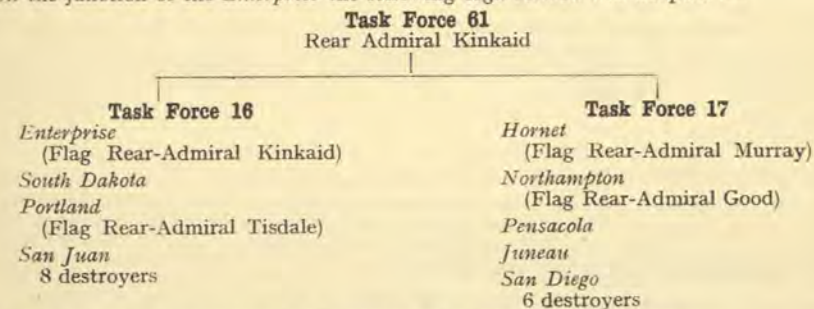 Task Force 61
Rear Admiral Kinkaid
Task Force 16
Enterprise
(Flag Rear-Admiral Kinkaid)
South Dakota
Portland
(Flag Rear-Admiral Tisdale)
San Juan
8 destroyers
Task Force 17
Hornet
(Flag Rear-Admiral Murray)
Northampton
(Flag Rear-Admiral Good)
Pensacola
Juneau
San Diego
6 destroyers